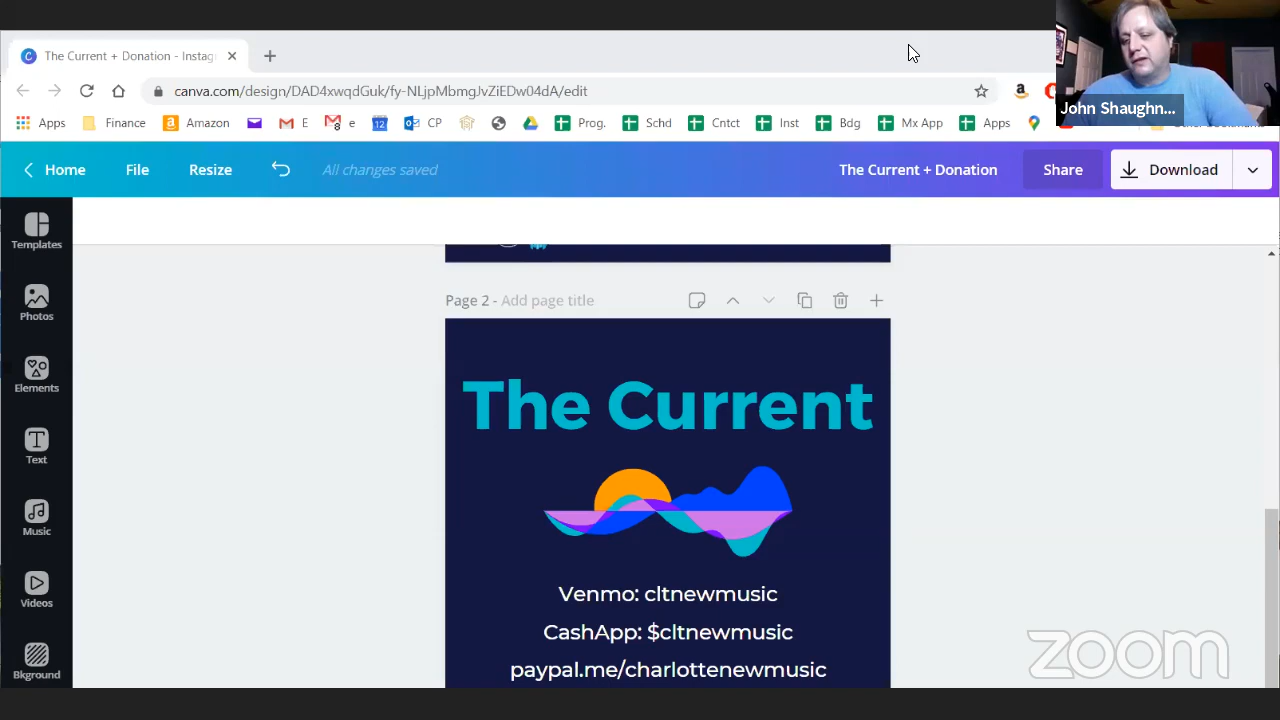 The Current + Donation - Instag
canva.com/design/DAD4xwqdGuk/fy-NLjpMbmgJvZiEDw04dA/edit
John Shaughn...
Apps Finance Amazon E CP Prog. Schd Cntct Inst Bdg Mx App Apps
Home File Resize All changes saved The Current + Donation Share Download
Templates
Photos
Elements
Text
Music
Videos
Bkground
Page 2 - Add page title
The Current
Venmo: cltnewmusic
CashApp: $cltnewmusic
paypal.me/charlottenewmusic
zoom